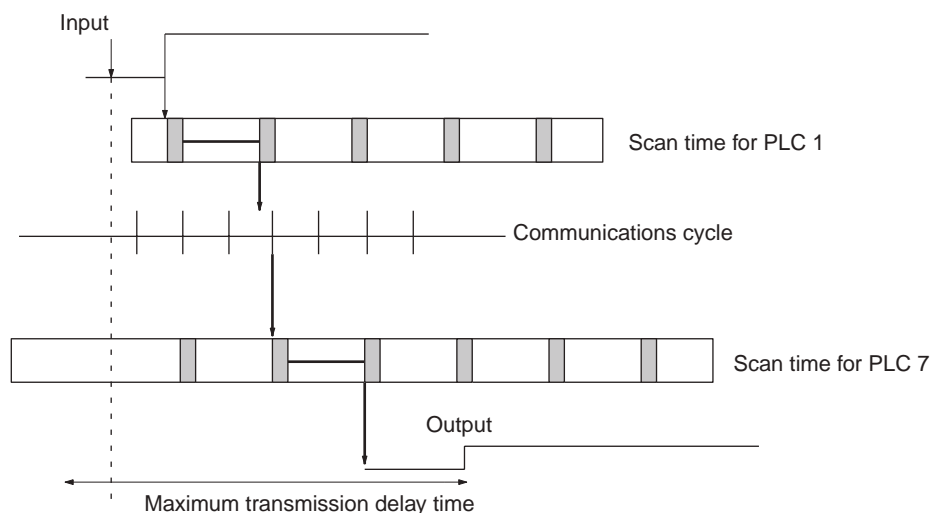 Input
Scan time for PLC 1
Communications cycle
Scan time for PLC 7
Output
Maximum transmission delay time